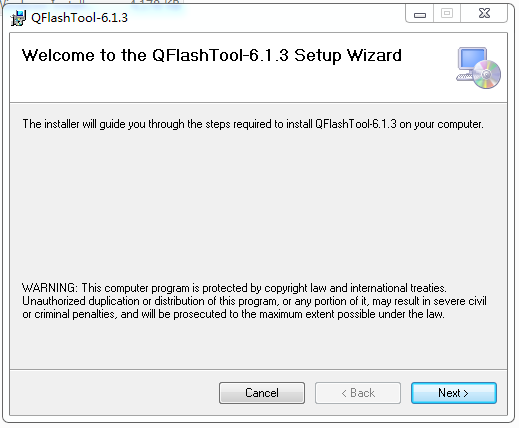 QFlashTool-6.1.3
Welcome to the QFlashTool-6.1.3 Setup Wizard
The installer will guide you through the steps required to install QFlashTool-6.1.3 on your computer.
WARNING: This computer program is protected by copyright law and international treaties.
Unauthorized duplication or distribution of this program, or any portion of it, may result in severe civil
or criminal penalties, and will be prosecuted to the maximum extent possible under the law.
Cancel
< Back
Next >